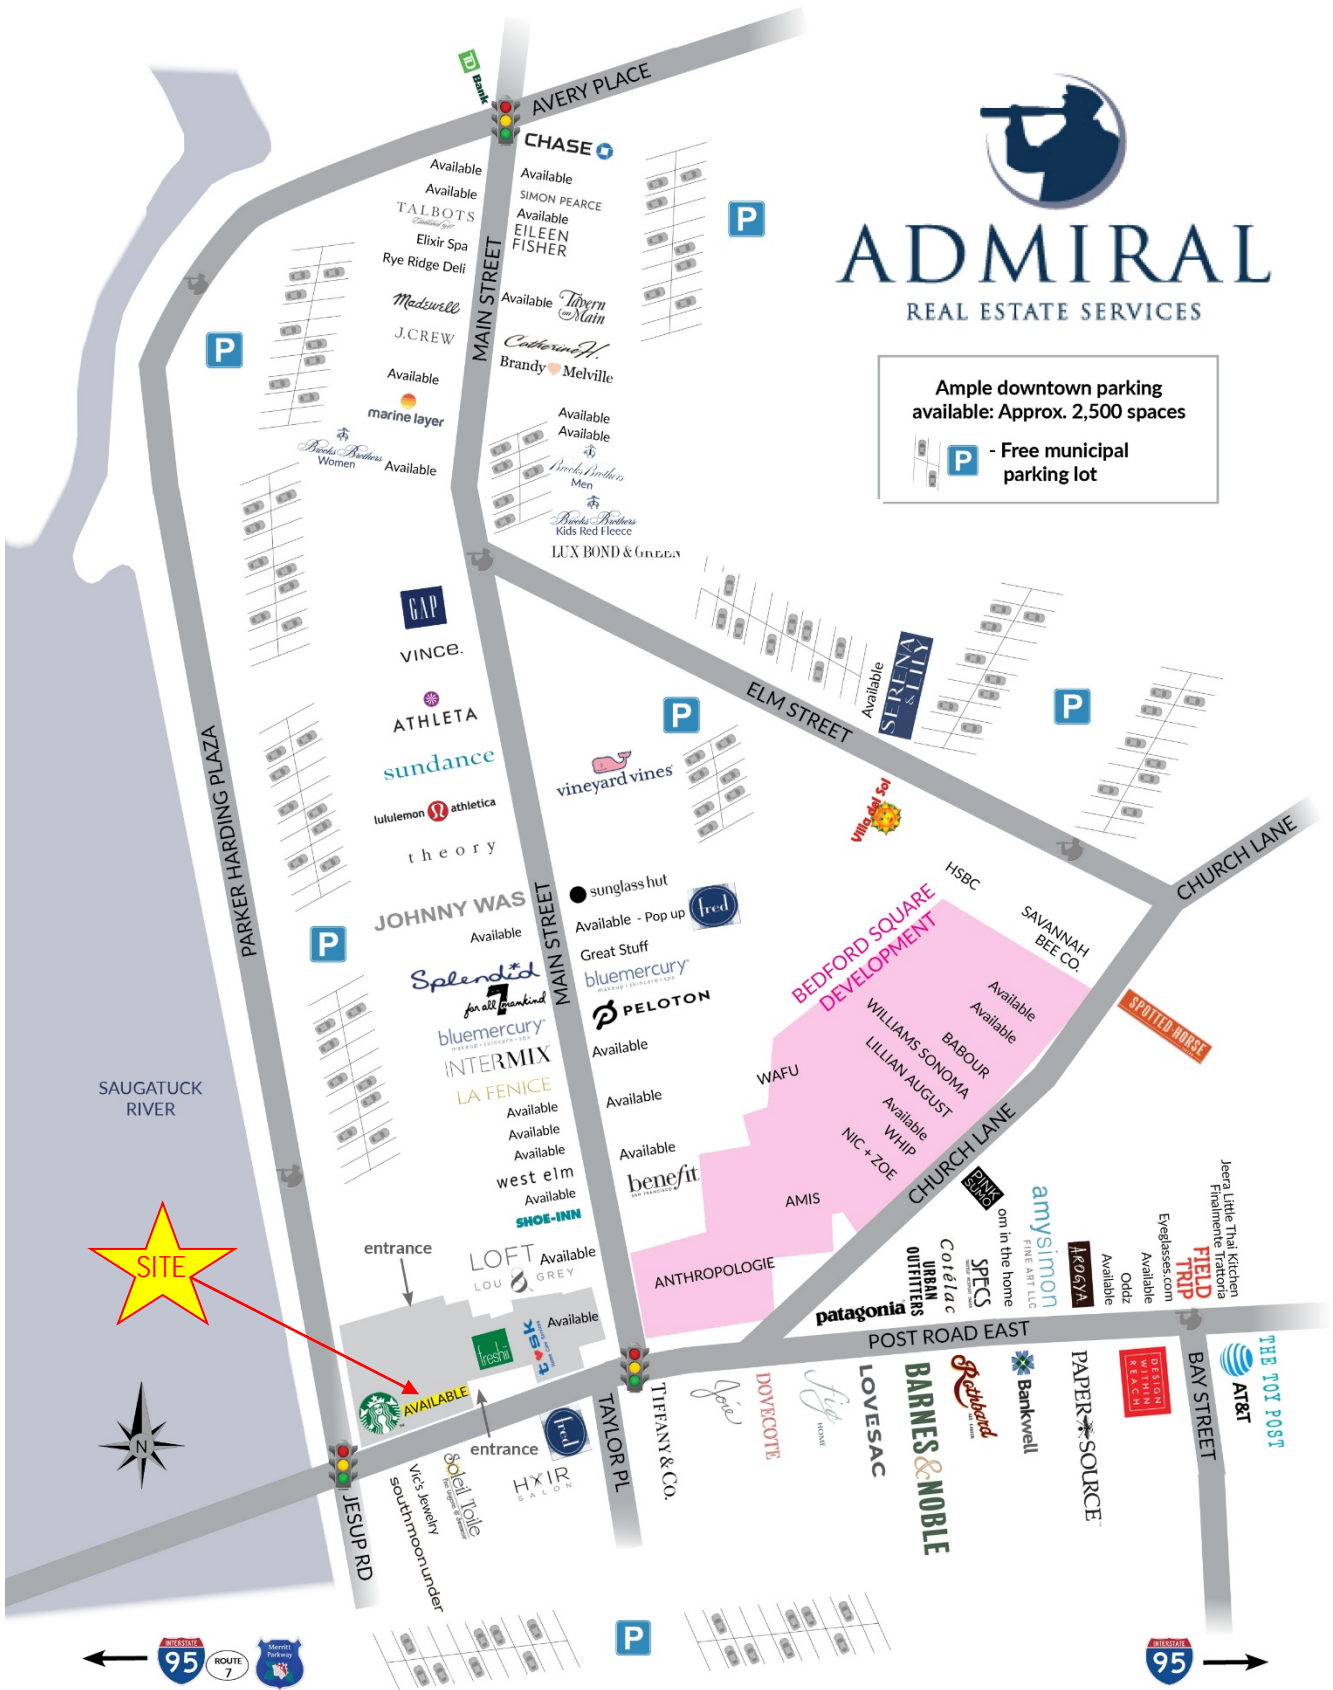 TD Bank
AVERY PLACE
ADMIRAL
REAL ESTATE SERVICES
Ample downtown parking
available: Approx. 2,500 spaces
P
- Free municipal
parking lot
CHASE
Available
SIMON PEARCE
Available
EILEEN
FISHER
Available
Tavern
on Main
Catherine H.
Brandy Melville
Available
Available
Brooks Brothers
Men
Brooks Brothers
Kids Red Fleece
LUX BOND & GREEN
Available
Available
TALBOTS
Elixir Spa
Rye Ridge Deli
Madewell
J.CREW
Available
marine layer
Brooks Brothers
Women
Available
MAIN STREET
P
P
GAP
VINCE.
ATHLETA
sundance
lululemon athletica
theory
JOHNNY WAS
Available
Splendid
7 for all mankind
bluemercury
makeup · skincare · spa
INTERMIX
LA FENICE
Available
Available
Available
west elm
Available
SHOE-INN
LOFT
Available
LOU & GREY
PARKER HARDING PLAZA
P
MAIN STREET
P
vineyard vines
sunglass hut
Available - Pop up
fred
Great Stuff
bluemercury
makeup · skincare · spa
PELOTON
Available
Available
Available
benefit
SAN FRANCISCO
ELM STREET
Available
SERENA
& LILY
P
Villa del Sol
HSBC
SAVANNAH
BEE CO.
CHURCH LANE
BEDFORD SQUARE
DEVELOPMENT
Available
Available
BABOUR
WILLIAMS SONOMA
LILLIAN AUGUST
Available
WHIP
NIC + ZOE
WAFU
AMIS
ANTHROPOLOGIE
SPOTTED HORSE
CHURCH LANE
PINK
SUMO
patagonia
URBAN
OUTFITTERS
Cotélac
SPECS
om in the home
amysimon
FINE ART LLC
AROGYA
Available
Oddz
Available
Eyeglasses.com
FIELD
TRIP
Finalmente Trattoria
Jeera Little Thai Kitchen
POST ROAD EAST
SAUGATUCK
RIVER
SITE
entrance
freshii
t sk
Available
AVAILABLE
entrance
N
JESUP RD
Vic's Jewelry
southmoonunder
Soleil Toile
HAIR
SALON
fred
TAYLOR PL
TIFFANY & CO.
Joie
DOVECOTE
Fig
HOME
LOVESAC
BARNES & NOBLE
Rothbard
Bankwell
PAPER SOURCE
DESIGN
WITHIN
REACH
BAY STREET
AT&T
THE TOY POST
INTERSTATE
95
ROUTE
7
Merritt
Parkway
P
INTERSTATE
95